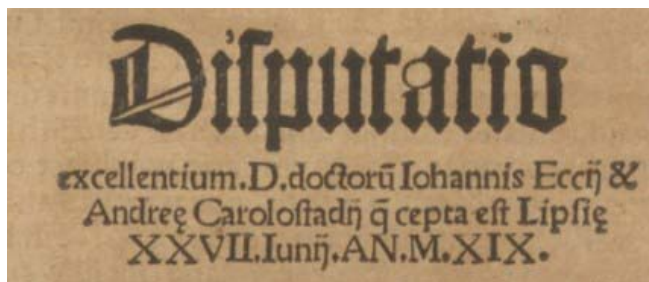 Diſputatio
excellentium.D.doctorū Iohannis Eccij &
Andreę Caroloſtadij q̄ cepta eſt Lipſię
XXVII.Iunij.AN.M.XIX.